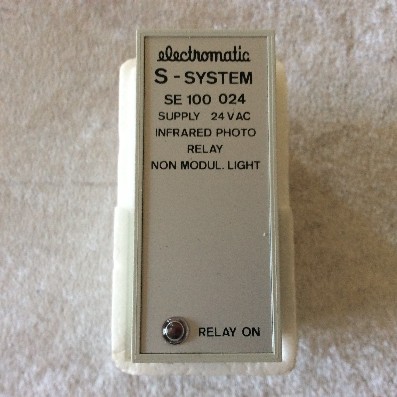 electromatic
S-SYSTEM
SE 100 024
SUPPLY 24 VAC
INFRARED PHOTO
RELAY
NON MODUL. LIGHT
RELAY ON